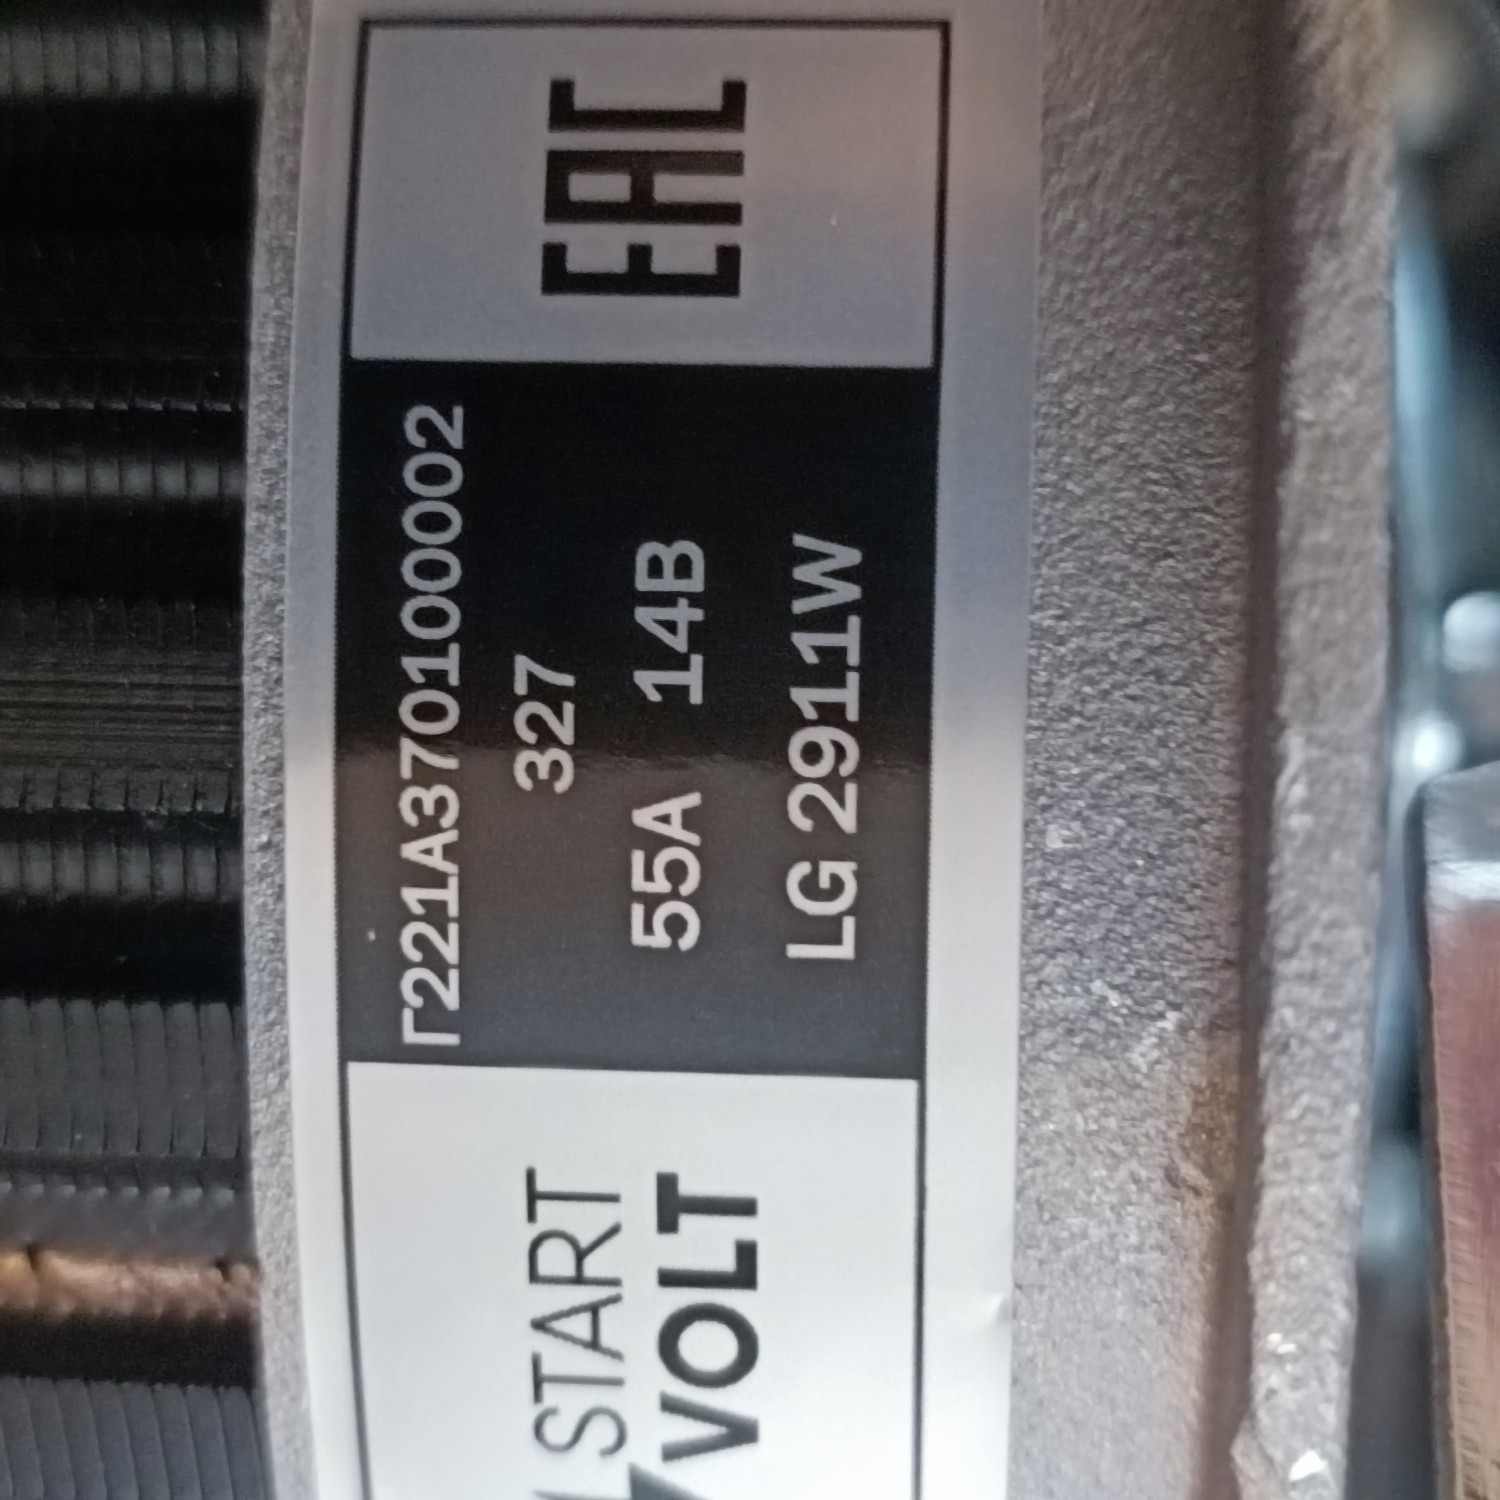 START
VOLT
Г221А3701000002
327
55А 14В
LG 2911W
EAC